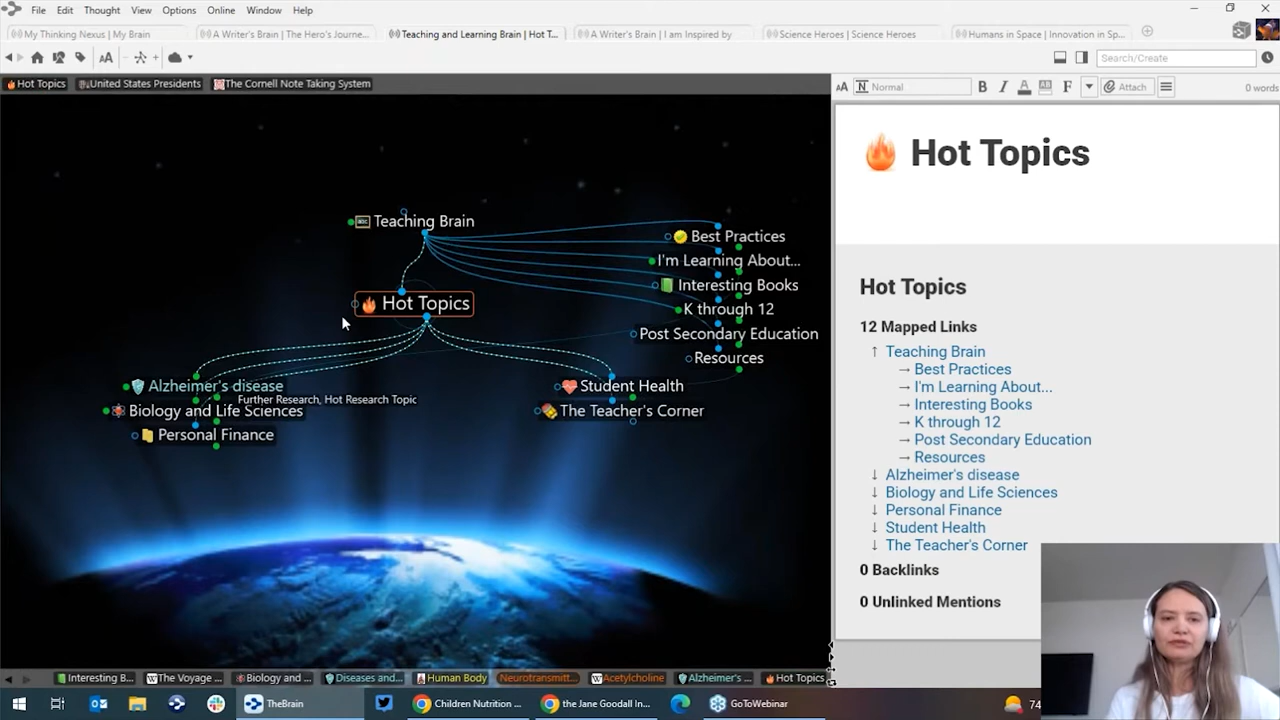 File Edit View Thought View Options Online Window Help
My Thinking Nexus | My Brain
A Writer's Brain | The Hero's Journe...
Teaching and Learning Brain | Hot T...
A Writer's Brain | I am Inspired by
Science Heroes | Science Heroes
Humans in Space | Innovation in Sp...
AA
Search/Create
Hot Topics
United States Presidents
The Cornell Note Taking System
AA
N Normal
B I A AB F
Attach
0 words
Hot Topics
Teaching Brain
Best Practices
I'm Learning About...
Interesting Books
K through 12
Post Secondary Education
Resources
Hot Topics
Alzheimer's disease
Further Research, Hot Research Topic
Biology and Life Sciences
Personal Finance
Student Health
The Teacher's Corner
Hot Topics
12 Mapped Links
↑ Teaching Brain
→ Best Practices
→ I'm Learning About...
→ Interesting Books
→ K through 12
→ Post Secondary Education
→ Resources
↓ Alzheimer's disease
↓ Biology and Life Sciences
↓ Personal Finance
↓ Student Health
↓ The Teacher's Corner
0 Backlinks
0 Unlinked Mentions
Interesting B...
The Voyage ...
Biology and ...
Diseases and...
Human Body
Neurotransmitt...
Acetylcholine
Alzheimer's ...
Hot Topics
TheBrain
Children Nutrition ...
the Jane Goodall In...
GoToWebinar
74